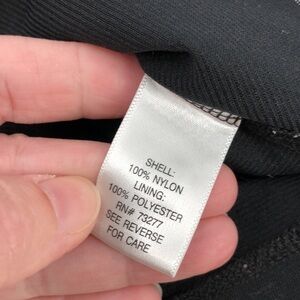 SHELL:
100% NYLON
LINING:
100% POLYESTER
RN# 73277
SEE REVERSE
FOR CARE